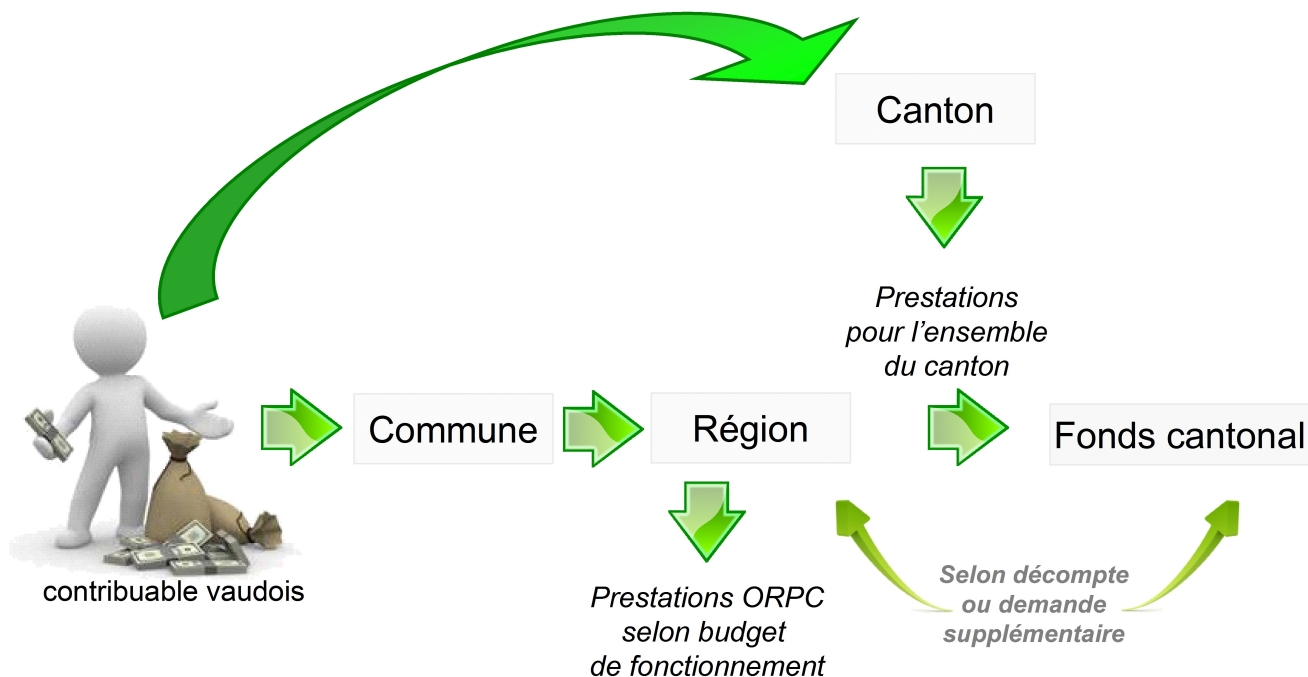 Canton
Prestations
pour l’ensemble
du canton
Commune
Région
Fonds cantonal
contribuable vaudois
Prestations ORPC
selon budget
de fonctionnement
Selon décompte
ou demande
supplémentaire